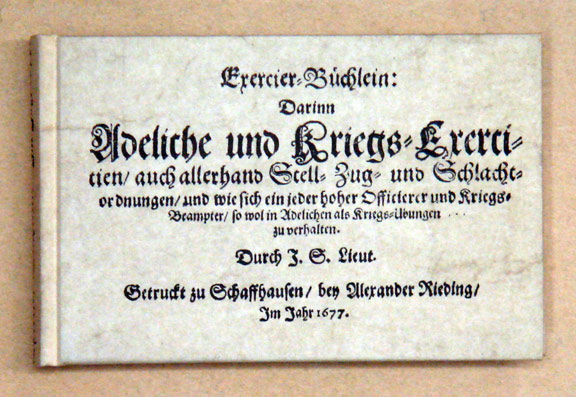 Exercier-Büchlein:
Darinn
Adeliche und Kriegs-Exerci-
tien/ auch allerhand Stell- Zug- und Schlacht-
ordnungen/ und wie sich ein jeder hoher Officierer und Kriegs-
Beampter/ so wol in Adelichen als Kriegs-Übungen ...
zu verhalten.
Durch J. S. Lieut.
Getruckt zu Schaffhausen/ bey Alexander Rieding/
Im Jahr 1677.